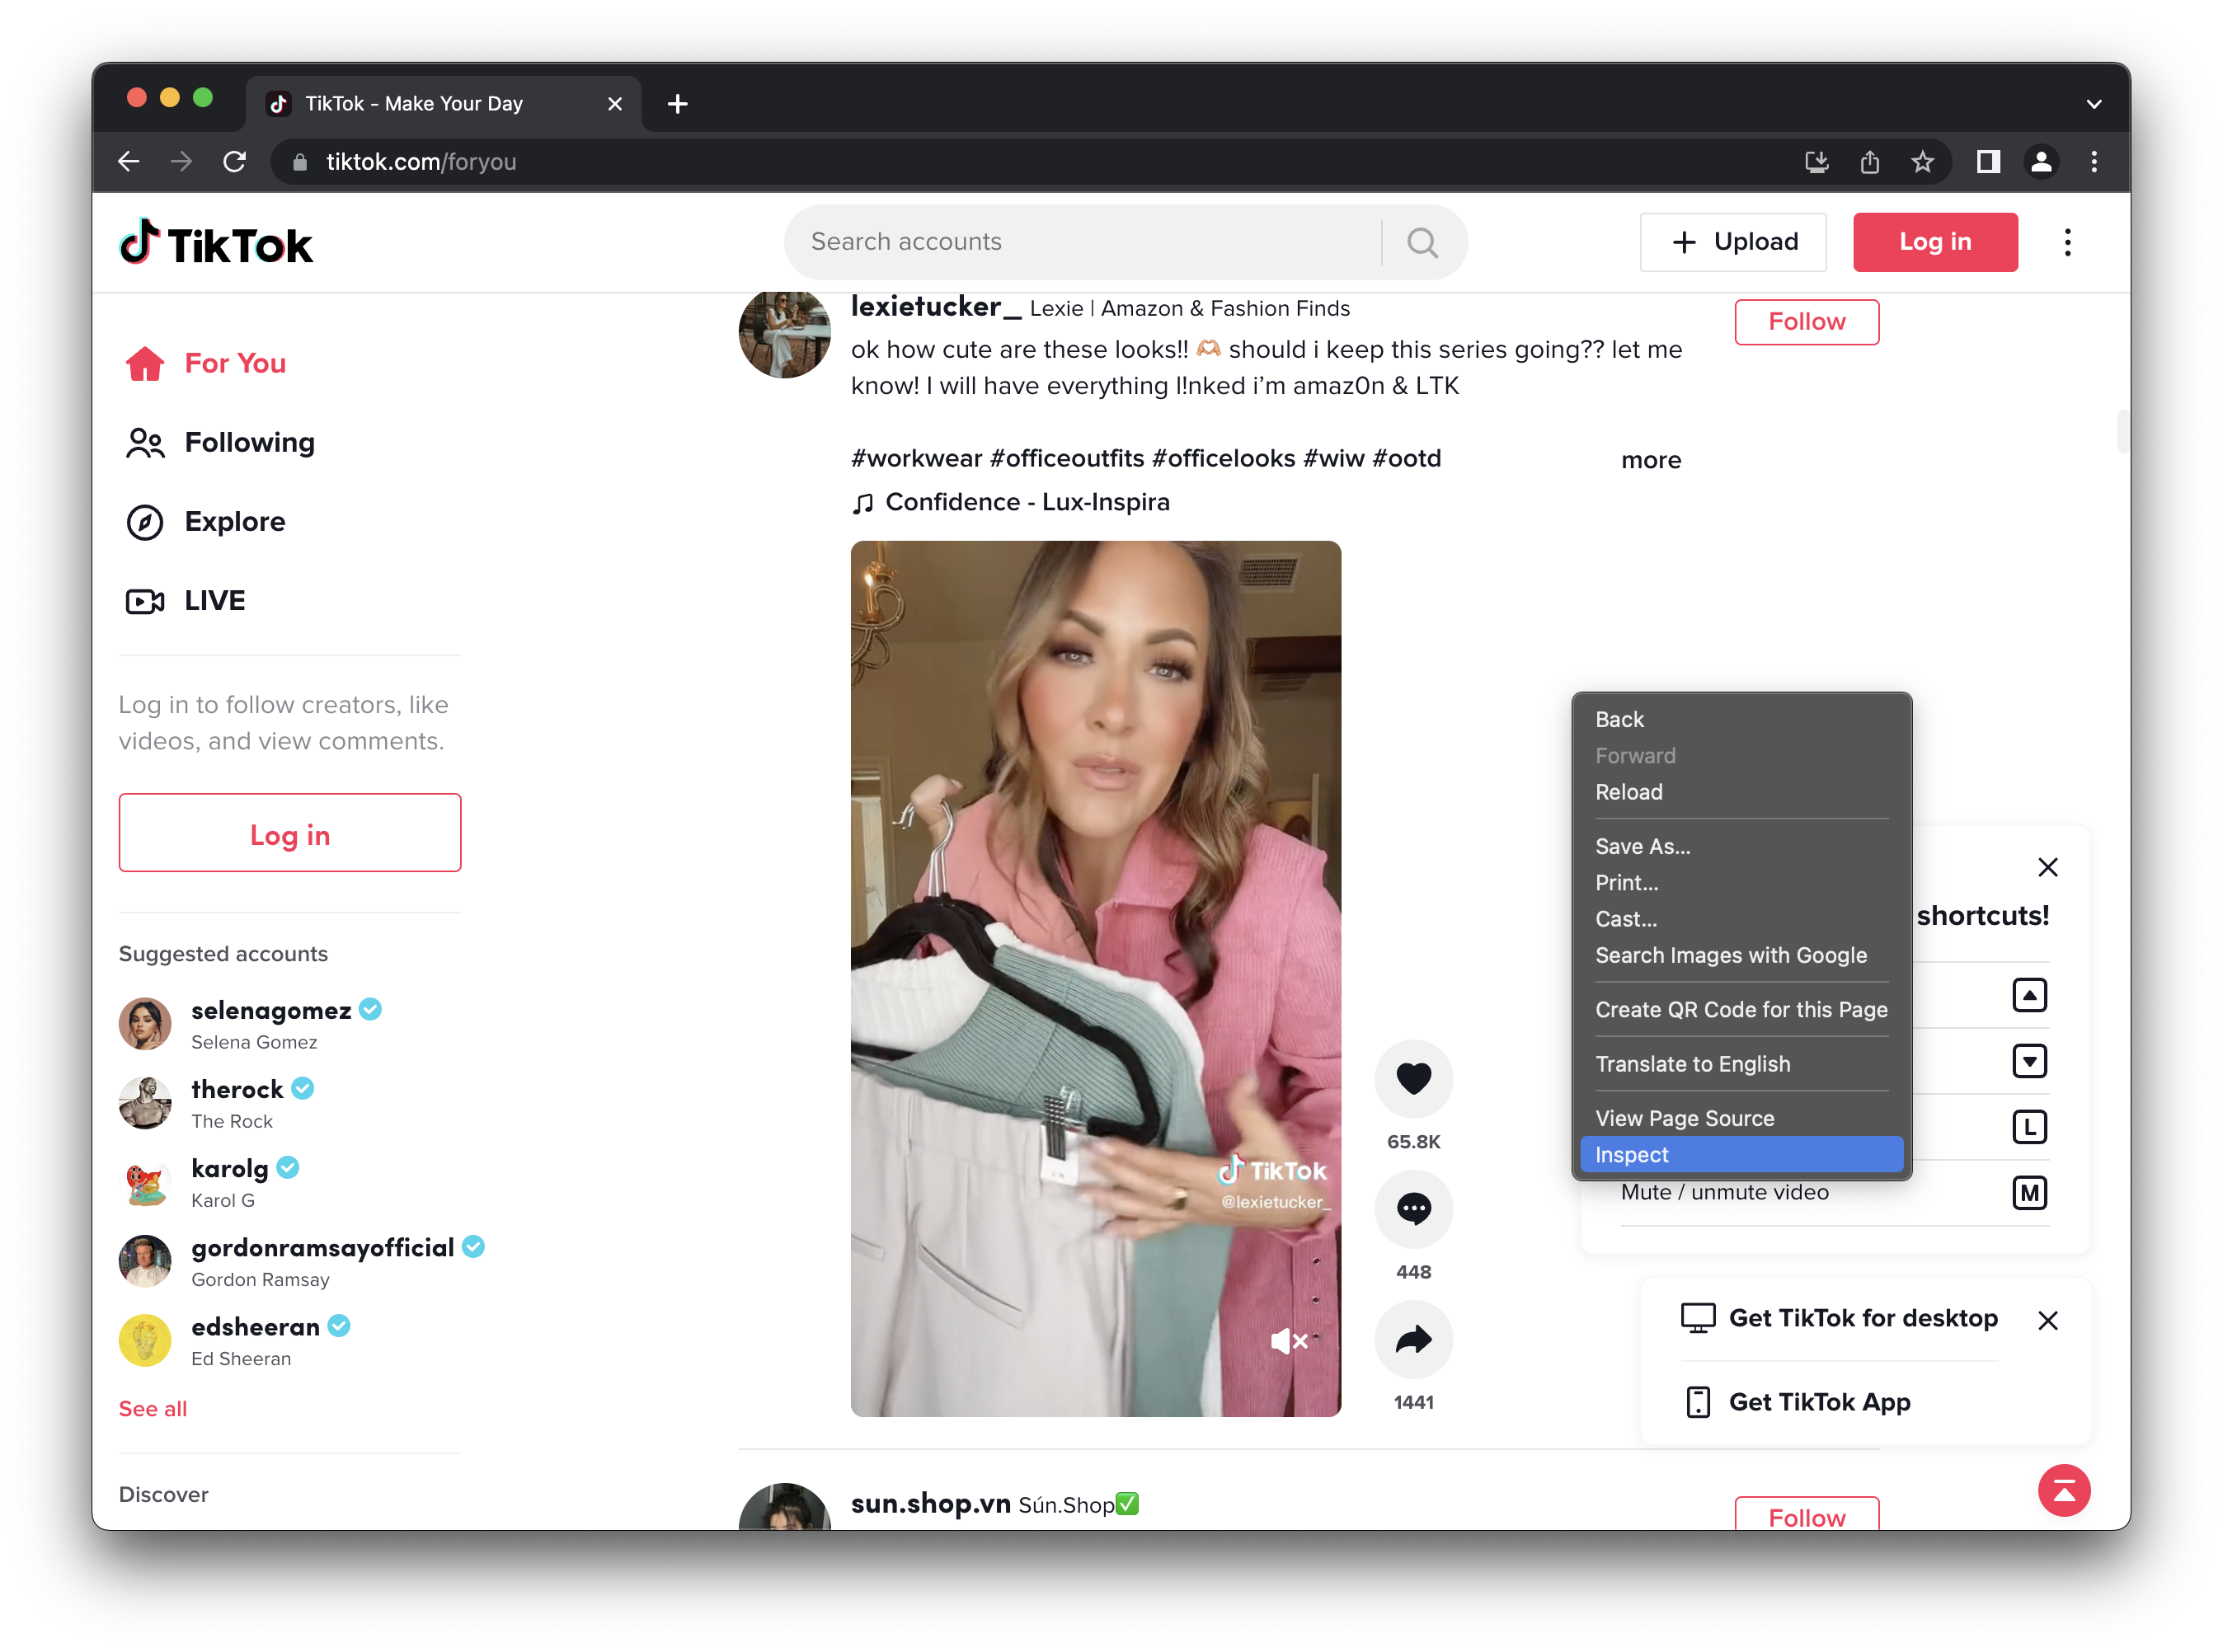 TikTok - Make Your Day
tiktok.com/foryou
TikTok
Search accounts
Upload
Log in
For You
Following
Explore
LIVE
Log in to follow creators, like
videos, and view comments.
Log in
Suggested accounts
selenagomez
Selena Gomez
therock
The Rock
karolg
Karol G
gordonramsayofficial
Gordon Ramsay
edsheeran
Ed Sheeran
See all
Discover
lexietucker_ Lexie | Amazon & Fashion Finds
Follow
ok how cute are these looks!! 🫶🏼 should i keep this series going?? let me
know! I will have everything l!nked i’m amaz0n & LTK
#workwear #officeoutfits #officelooks #wiw #ootd
more
Confidence - Lux-Inspira
TikTok
@lexietucker_
65.8K
448
1441
Back
Forward
Reload
Save As...
Print...
Cast...
Search Images with Google
Create QR Code for this Page
Translate to English
View Page Source
Inspect
shortcuts!
L
Mute / unmute video
M
Get TikTok for desktop
Get TikTok App
sun.shop.vn Sún.Shop✅
Follow